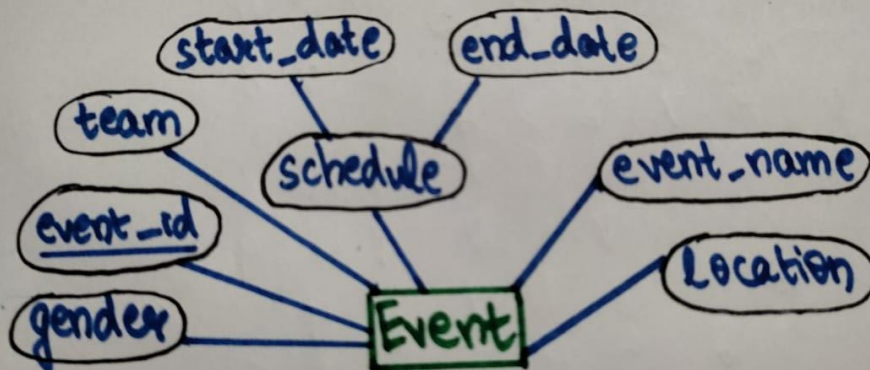 start_date
end_date
team
schedule
event_name
event_id
Location
gender
Event